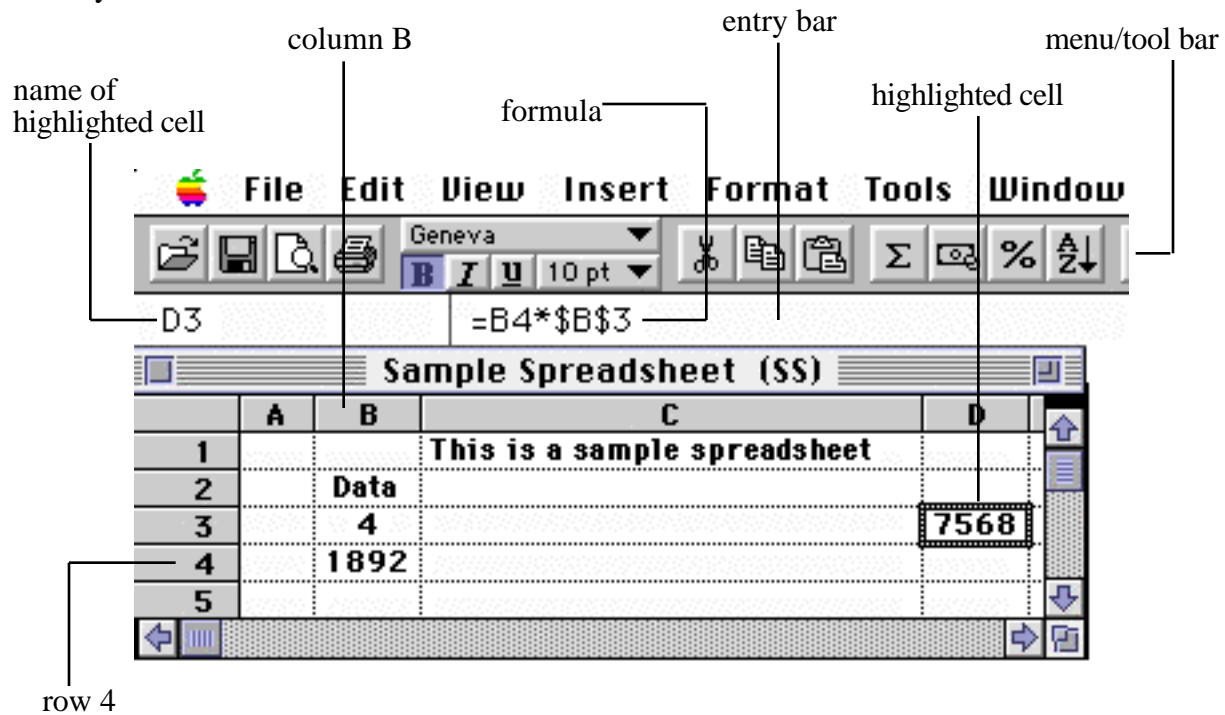 entry bar
column B
menu/tool bar
name of
highlighted cell
formula
highlighted cell
File Edit View Insert Format Tools Window
Geneva
B I U 10 pt Σ % A Z
D3 =B4*$B$3
Sample Spreadsheet (SS)
A B C D
1 This is a sample spreadsheet
2 Data
3 4 7568
4 1892
5
row 4